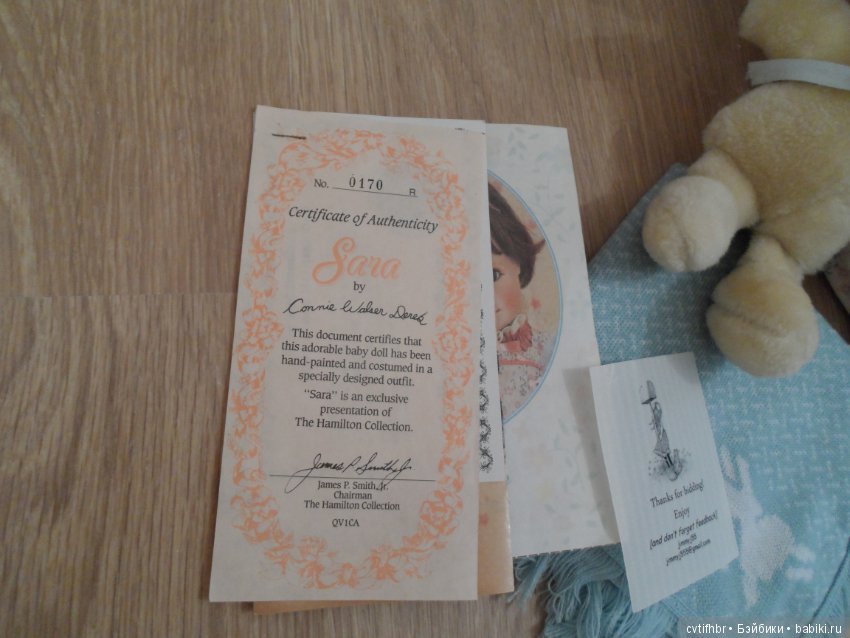 No. 0170 R
Certificate of Authenticity
Sara
by
Connie Walser Derek
This document certifies that
this adorable baby doll has been
hand-painted and costumed in a
specially designed outfit.
"Sara" is an exclusive
presentation of
The Hamilton Collection.
James P Smith, Jr.
James P. Smith, Jr.
Chairman
The Hamilton Collection
QV1CA
Thanks for bidding!
Enjoy
(and don't forget feedback)
cvtifhbr • Бэйбики • babiki.ru